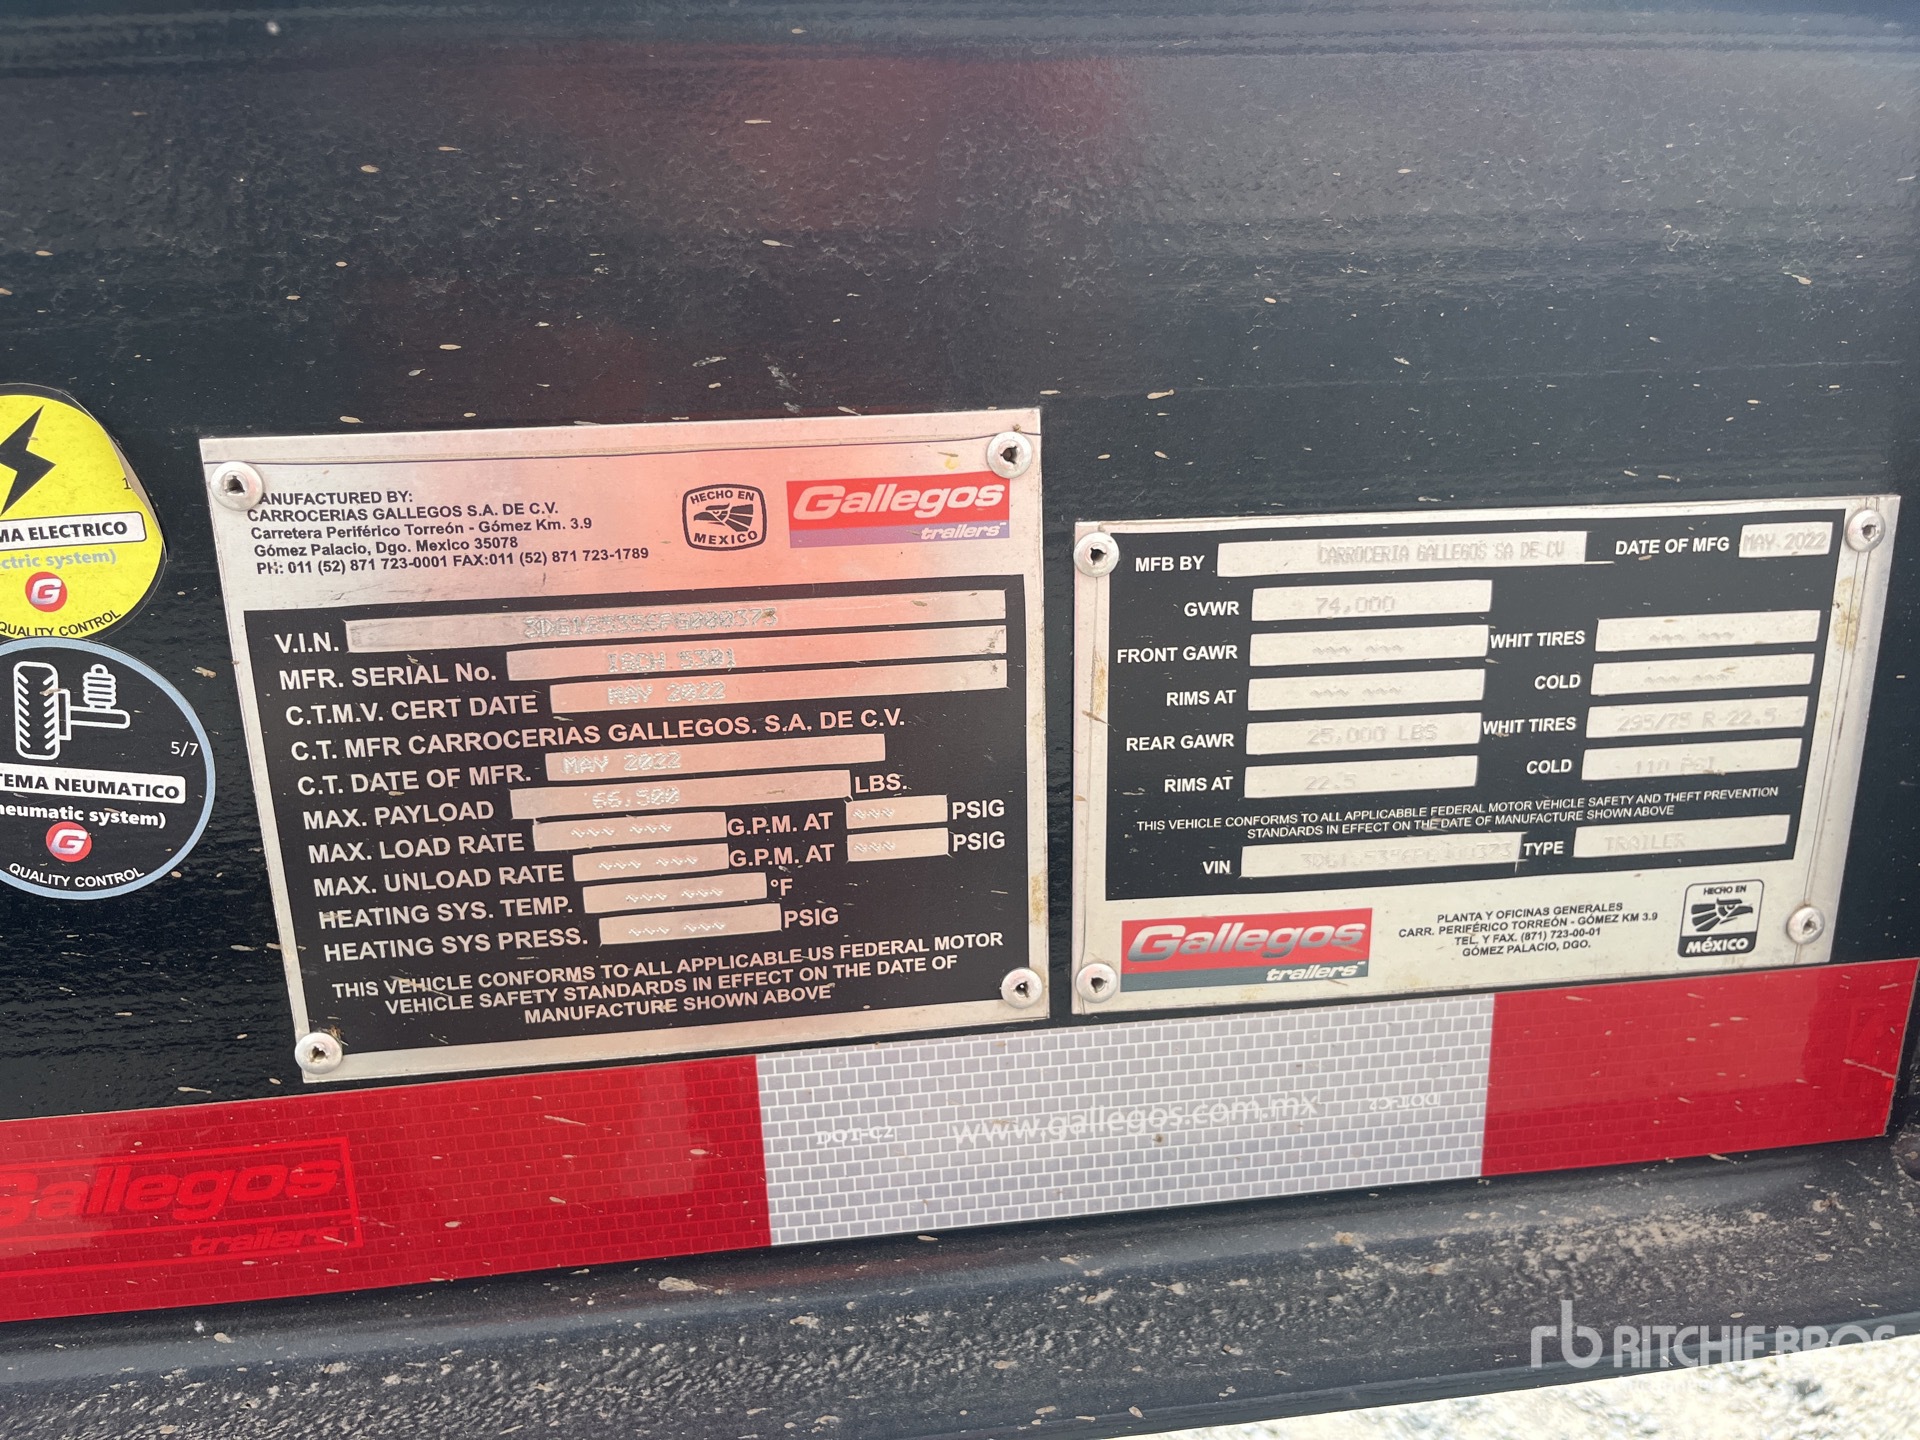 MA ELECTRICO
ctric system)
G
QUALITY CONTROL
5/7
TEMA NEUMATICO
neumatic system)
G
QUALITY CONTROL
ANUFACTURED BY:
CARROCERIAS GALLEGOS S.A. DE C.V.
Carretera Periférico Torreón - Gómez Km. 3.9
Gómez Palacio, Dgo. Mexico 35078
PH: 011 (52) 871 723-0001 FAX:011 (52) 871 723-1789
HECHO EN
MEXICO
Gallegos
trailers
V.I.N.
MFR. SERIAL No. 5301
C.T.M.V. CERT DATE MAY 2022
C.T. MFR CARROCERIAS GALLEGOS. S.A. DE C.V.
C.T. DATE OF MFR. MAY 2022
MAX. PAYLOAD 66,500 LBS.
MAX. LOAD RATE ~~~ ~~~ G.P.M. AT ~~~ PSIG
MAX. UNLOAD RATE ~~~ ~~~ G.P.M. AT ~~~ PSIG
HEATING SYS. TEMP. ~~~ ~~~ °F
HEATING SYS PRESS. ~~~ ~~~ PSIG
THIS VEHICLE CONFORMS TO ALL APPLICABLE US FEDERAL MOTOR
VEHICLE SAFETY STANDARDS IN EFFECT ON THE DATE OF
MANUFACTURE SHOWN ABOVE
MFB BY CARROCERIA GALLEGOS SA DE CV DATE OF MFG MAY 2022
GVWR 74,000
FRONT GAWR ~~~ ~~~ WHIT TIRES ~~~ ~~~
RIMS AT ~~~ ~~~ COLD ~~~ ~~~
REAR GAWR 25,000 LBS WHIT TIRES 295/75 R-22.5
RIMS AT 22.5 COLD 110 PSI
THIS VEHICLE CONFORMS TO ALL APPLICABBLE FEDERAL MOTOR VEHICLE SAFETY AND THEFT PREVENTION
STANDARDS IN EFFECT ON THE DATE OF MANUFACTURE SHOWN ABOVE
VIN TYPE TRAILER
Gallegos
trailers
PLANTA Y OFICINAS GENERALES
CARR. PERIFÉRICO TORREÓN - GÓMEZ KM 3.9
TEL. Y FAX. (871) 723-00-01
GÓMEZ PALACIO, DGO.
HECHO EN
MÉXICO
DOT-C2 www.gallegos.com.mx DOT-C2
Gallegos
trailers
rb RITCHIE BROS